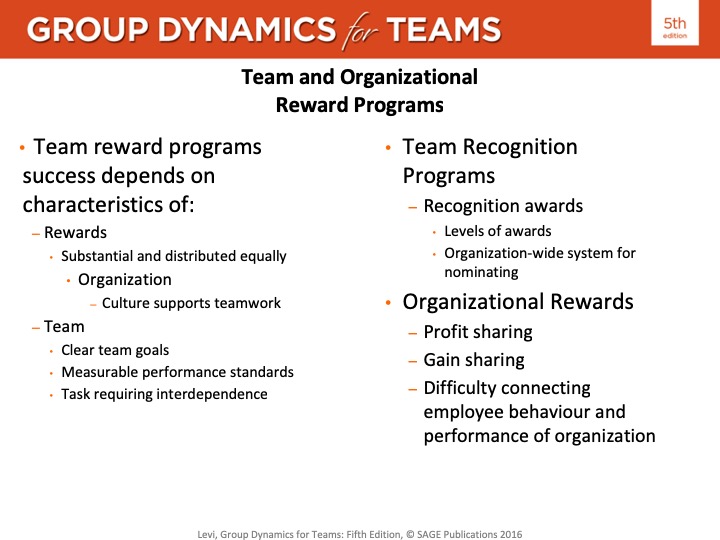 GROUP DYNAMICS for TEAMS
5th
edition
Team and Organizational
Reward Programs
• Team reward programs
success depends on
characteristics of:
– Rewards
• Substantial and distributed equally
• Organization
– Culture supports teamwork
– Team
• Clear team goals
• Measurable performance standards
• Task requiring interdependence
• Team Recognition
Programs
– Recognition awards
• Levels of awards
• Organization-wide system for
nominating
• Organizational Rewards
– Profit sharing
– Gain sharing
– Difficulty connecting
employee behaviour and
performance of organization
Levi, Group Dynamics for Teams: Fifth Edition, © SAGE Publications 2016